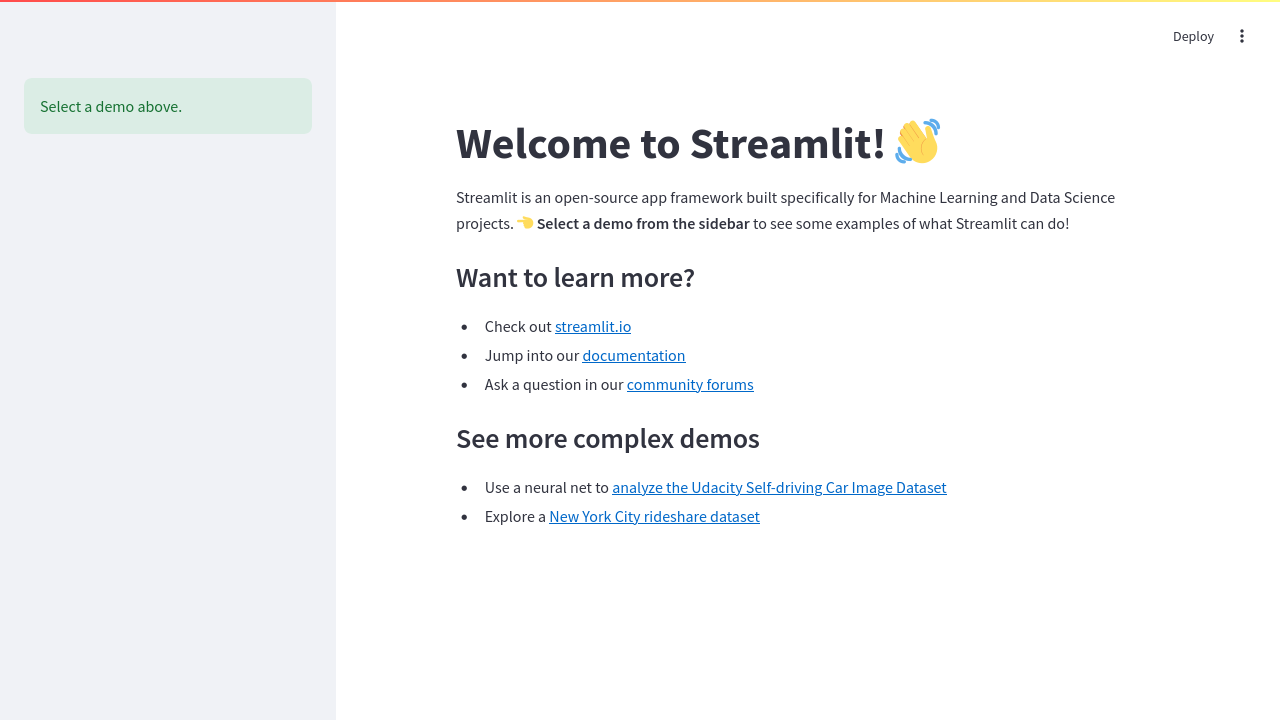 Deploy
Select a demo above.
Welcome to Streamlit! 👋
Streamlit is an open-source app framework built specifically for Machine Learning and Data Science
projects. 👈 Select a demo from the sidebar to see some examples of what Streamlit can do!
Want to learn more?
Check out streamlit.io
Jump into our documentation
Ask a question in our community forums
See more complex demos
Use a neural net to analyze the Udacity Self-driving Car Image Dataset
Explore a New York City rideshare dataset